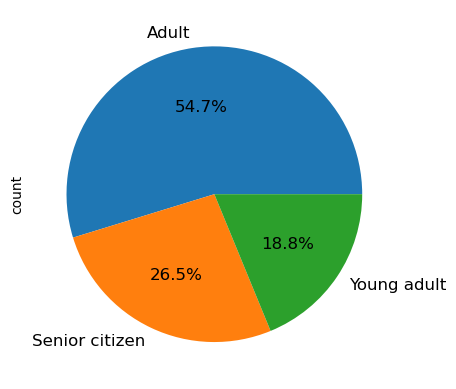 Adult
54.7%
count
18.8%
26.5%
Young adult
Senior citizen